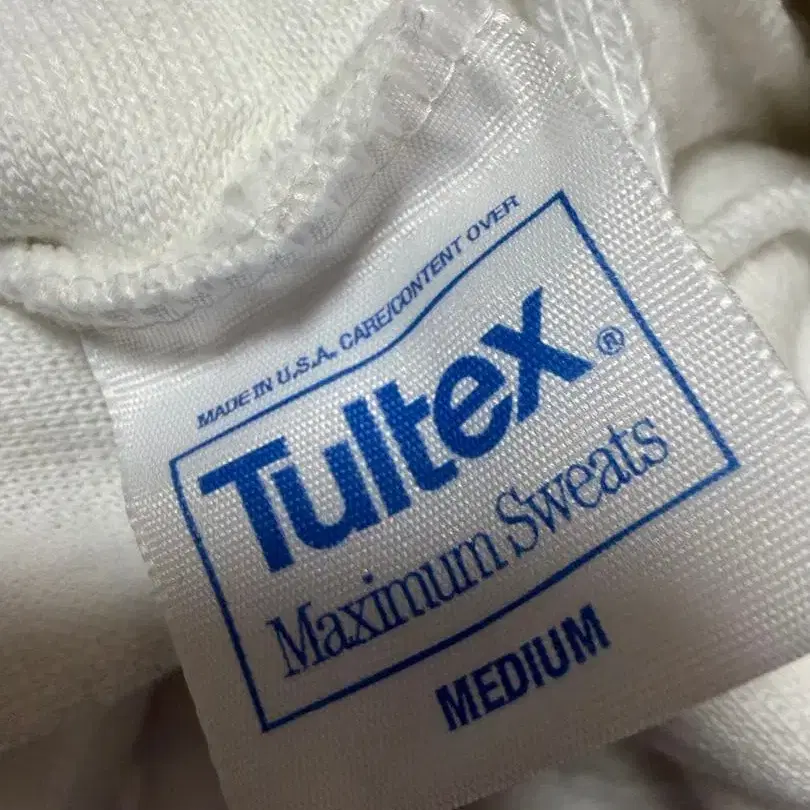 MADE IN U.S.A. CARE/CONTENT OVER
Tultex®
Maximum Sweats
MEDIUM